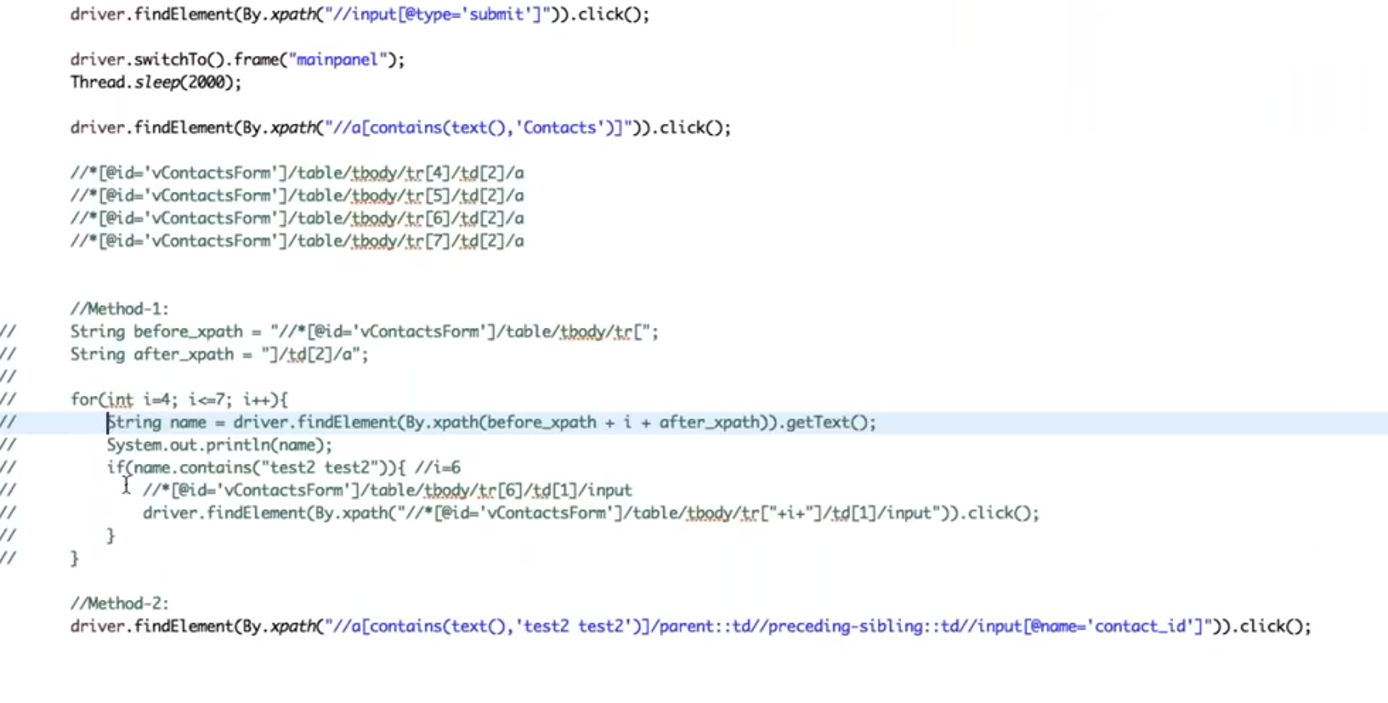 driver.findElement(By.xpath("//input[@type='submit']")).click();
driver.switchTo().frame("mainpanel");
Thread.sleep(2000);
driver.findElement(By.xpath("//a[contains(text(),'Contacts')]")).click();
//*[@id='vContactsForm']/table/tbody/tr[4]/td[2]/a
//*[@id='vContactsForm']/table/tbody/tr[5]/td[2]/a
//*[@id='vContactsForm']/table/tbody/tr[6]/td[2]/a
//*[@id='vContactsForm']/table/tbody/tr[7]/td[2]/a
//Method-1:
// String before_xpath = "//*[@id='vContactsForm']/table/tbody/tr[";
// String after_xpath = "]/td[2]/a";
//
// for(int i=4; i<=7; i++){
// String name = driver.findElement(By.xpath(before_xpath + i + after_xpath)).getText();
// System.out.println(name);
// if(name.contains("test2 test2")){ //i=6
// //*[@id='vContactsForm']/table/tbody/tr[6]/td[1]/input
// driver.findElement(By.xpath("//*[@id='vContactsForm']/table/tbody/tr["+i+"]/td[1]/input")).click();
// }
// }
//Method-2:
driver.findElement(By.xpath("//a[contains(text(),'test2 test2')]/parent::td//preceding-sibling::td//input[@name='contact_id']")).click();